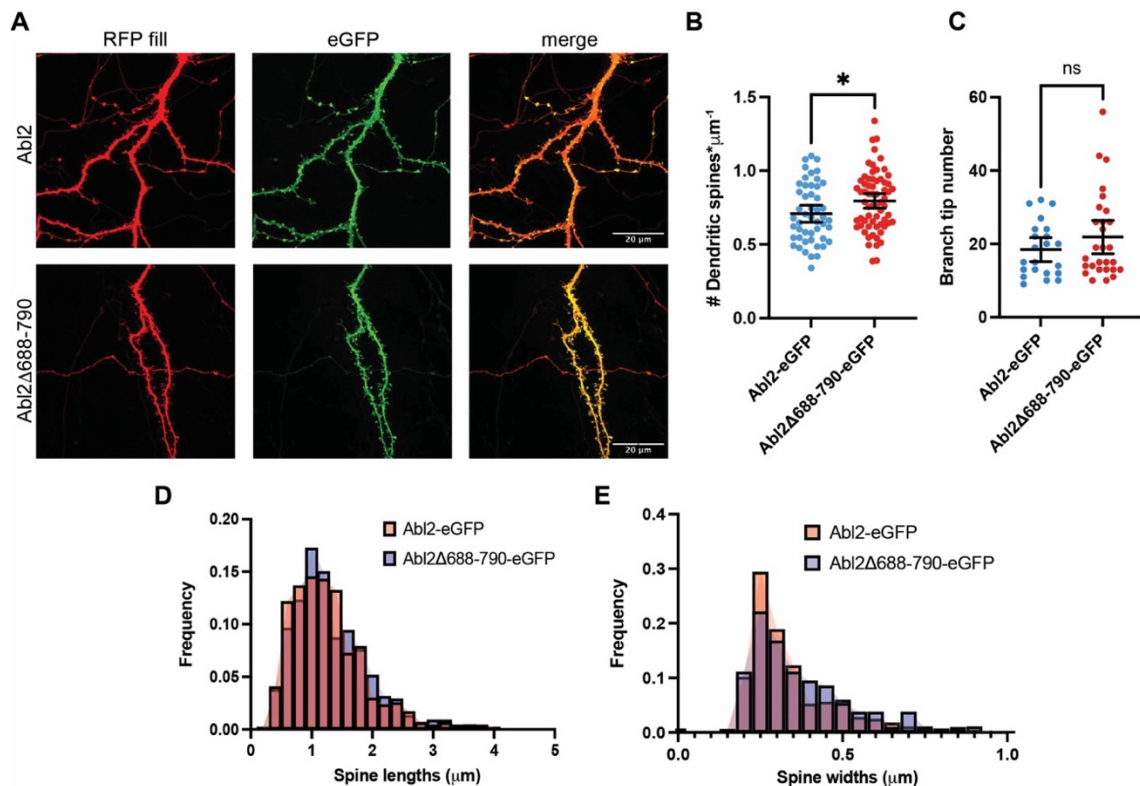 A
RFP fill
eGFP
merge
Abl2
20 μm
Abl2Δ688-790
20 μm
B
*
# Dendritic spines*μm-1
1.5
1.0
0.5
0.0
Abl2-eGFP
Abl2Δ688-790-eGFP
C
ns
Branch tip number
60
40
20
0
Abl2-eGFP
Abl2Δ688-790-eGFP
D
Abl2-eGFP
Abl2Δ688-790-eGFP
Frequency
0.20
0.15
0.10
0.05
0.00
0 1 2 3 4 5
Spine lengths (μm)
E
Abl2-eGFP
Abl2Δ688-790-eGFP
Frequency
0.4
0.3
0.2
0.1
0.0
0.5 1.0
Spine widths (μm)